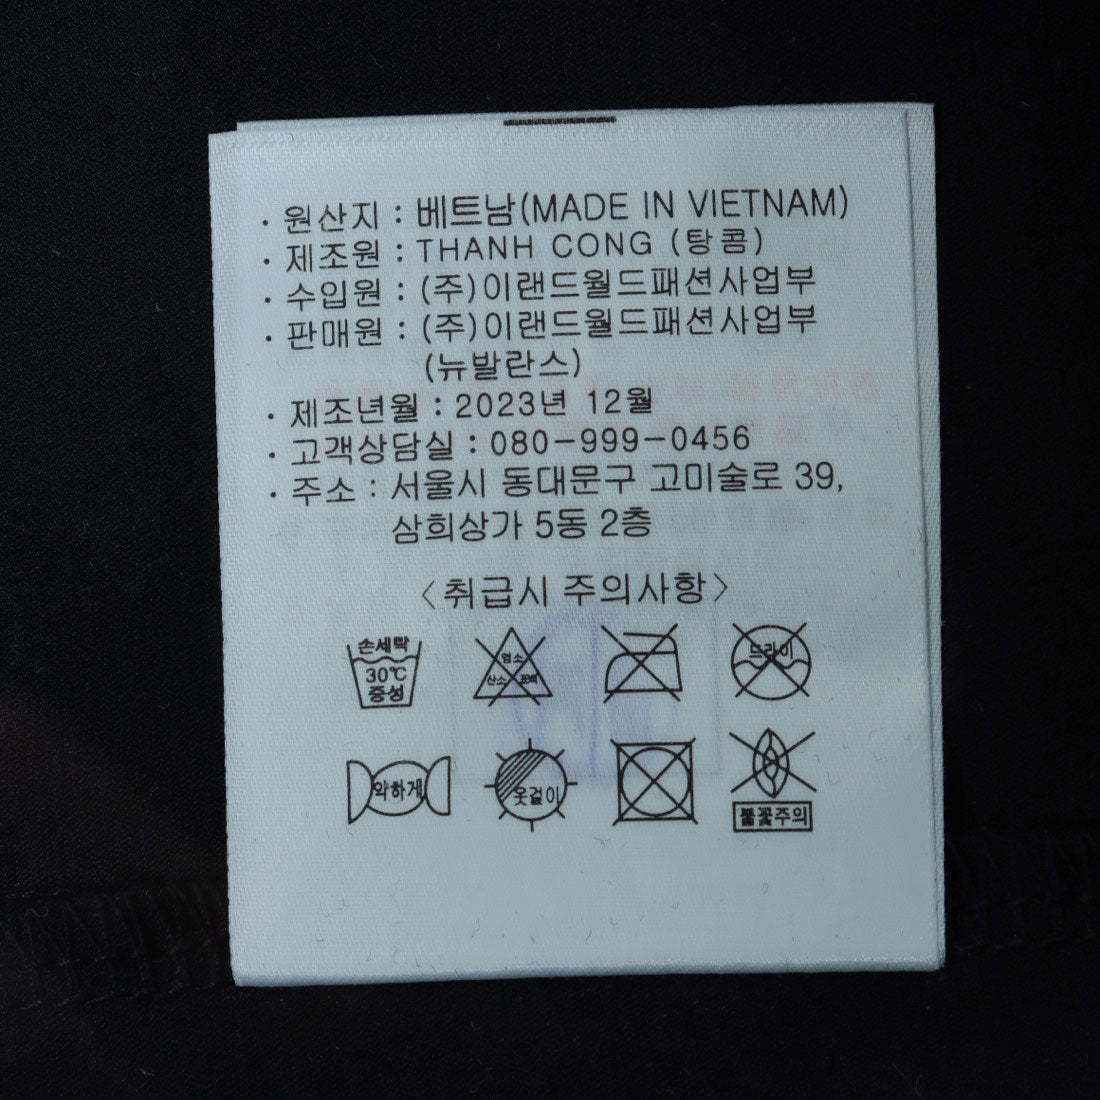 · 원산지 : 베트남(MADE IN VIETNAM)
· 제조원 : THANH CONG (탕콤)
· 수입원 : (주)이랜드월드패션사업부
· 판매원 : (주)이랜드월드패션사업부
(뉴발란스)
· 제조년월 : 2023년 12월
· 고객상담실 : 080-999-0456
· 주소 : 서울시 동대문구 고미술로 39,
삼희상가 5동 2층
<취급시 주의사항>
손세탁
30℃
중성
염소
산소 표백
드라이
약하게
옷걸이
불꽃주의